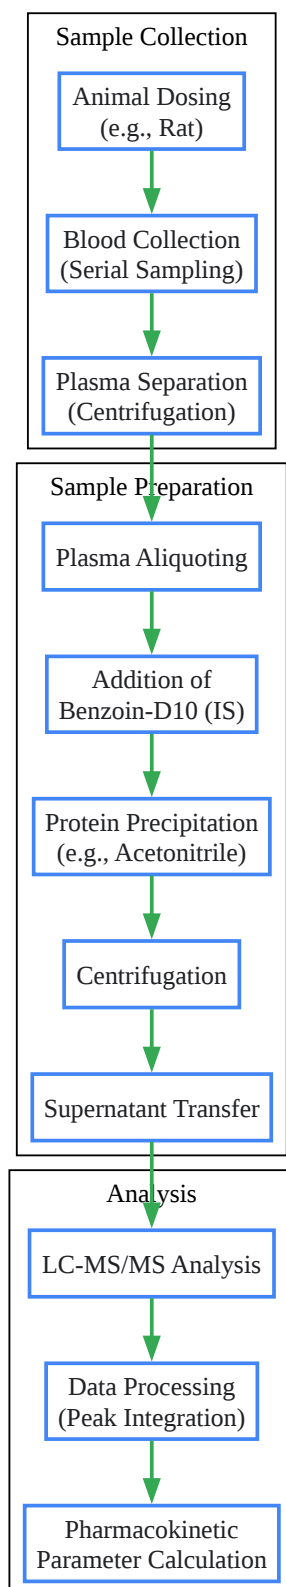 Sample Collection
Animal Dosing
(e.g., Rat)
Blood Collection
(Serial Sampling)
Plasma Separation
(Centrifugation)
Sample Preparation
Plasma Aliquoting
Addition of
Benzoin-D10 (IS)
Protein Precipitation
(e.g., Acetonitrile)
Centrifugation
Supernatant Transfer
Analysis
LC-MS/MS Analysis
Data Processing
(Peak Integration)
Pharmacokinetic
Parameter Calculation